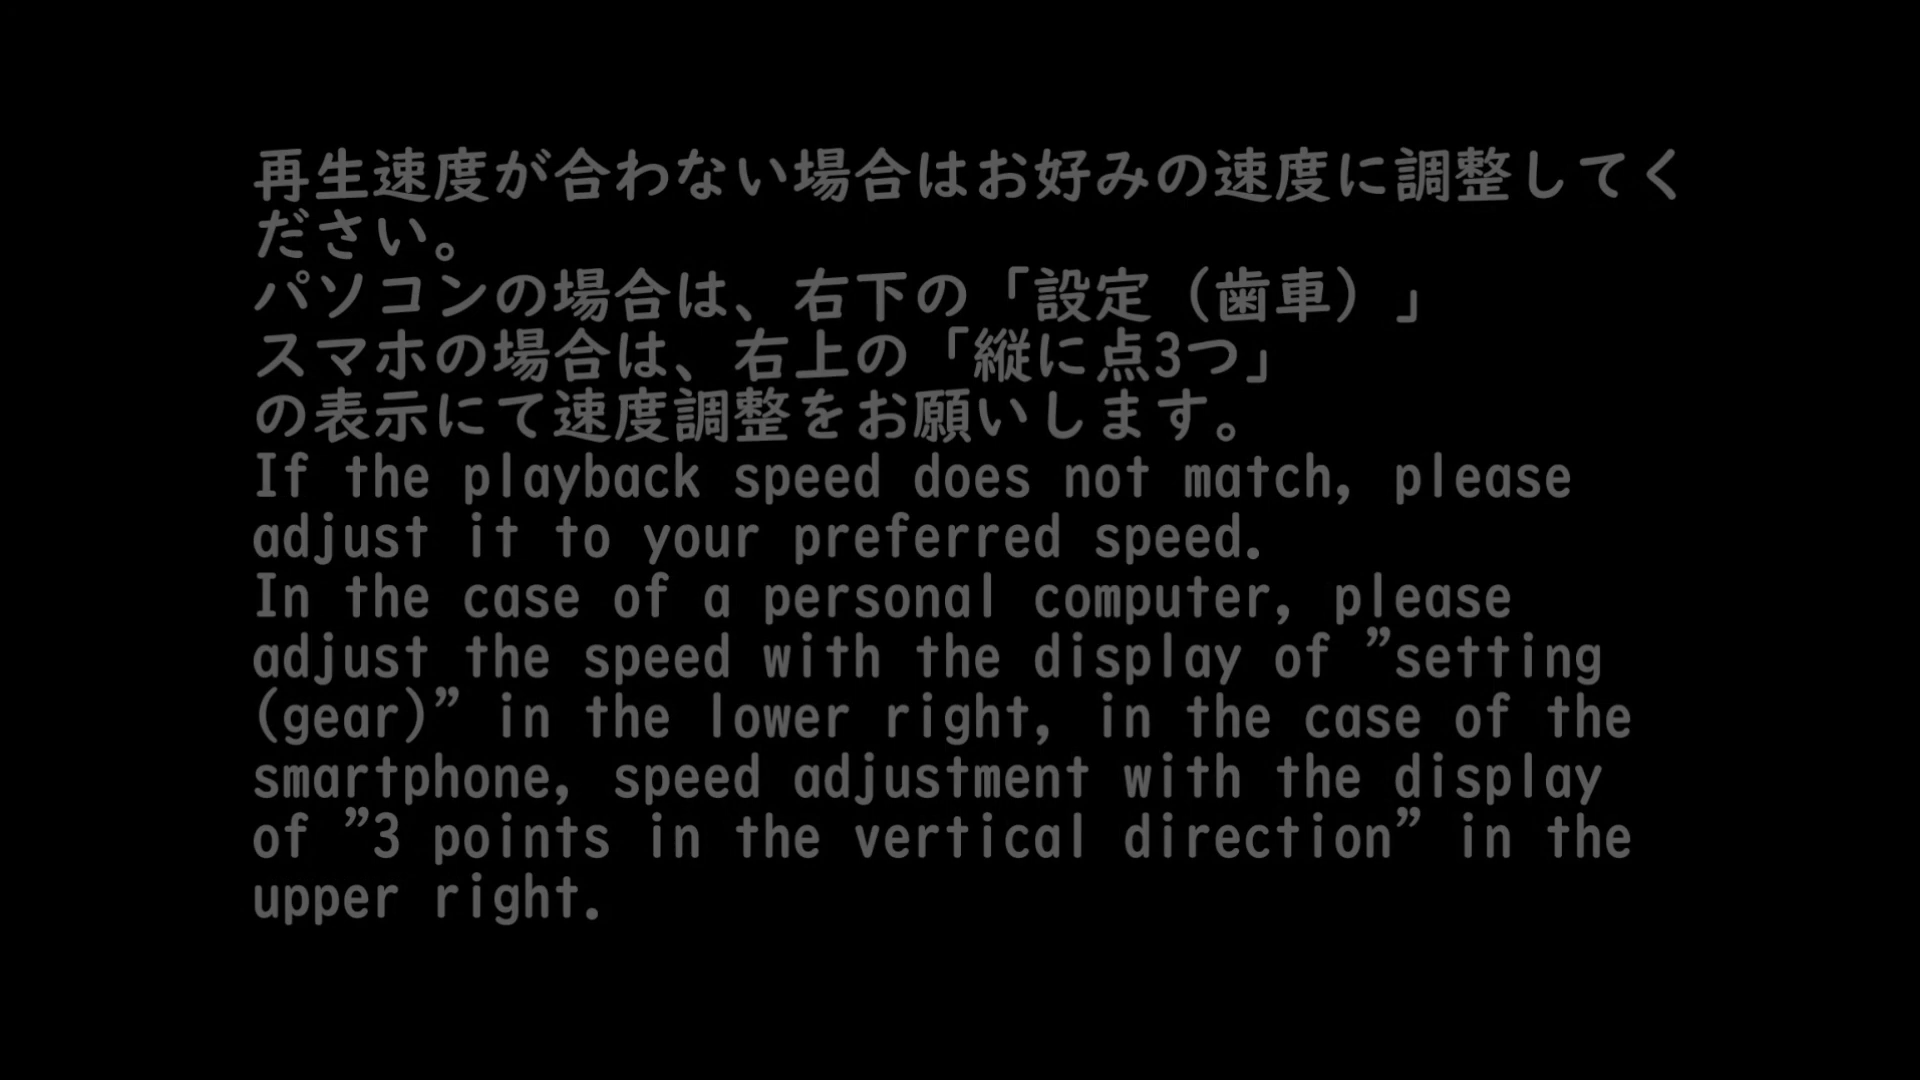 再生速度が合わない場合はお好みの速度に調整してく
ださい。
パソコンの場合は、右下の「設定（歯車）」
スマホの場合は、右上の「縦に点3つ」
の表示にて速度調整をお願いします。
If the playback speed does not match, please
adjust it to your preferred speed.
In the case of a personal computer, please
adjust the speed with the display of ”setting
(gear)” in the lower right, in the case of the
smartphone, speed adjustment with the display
of ”3 points in the vertical direction” in the
upper right.